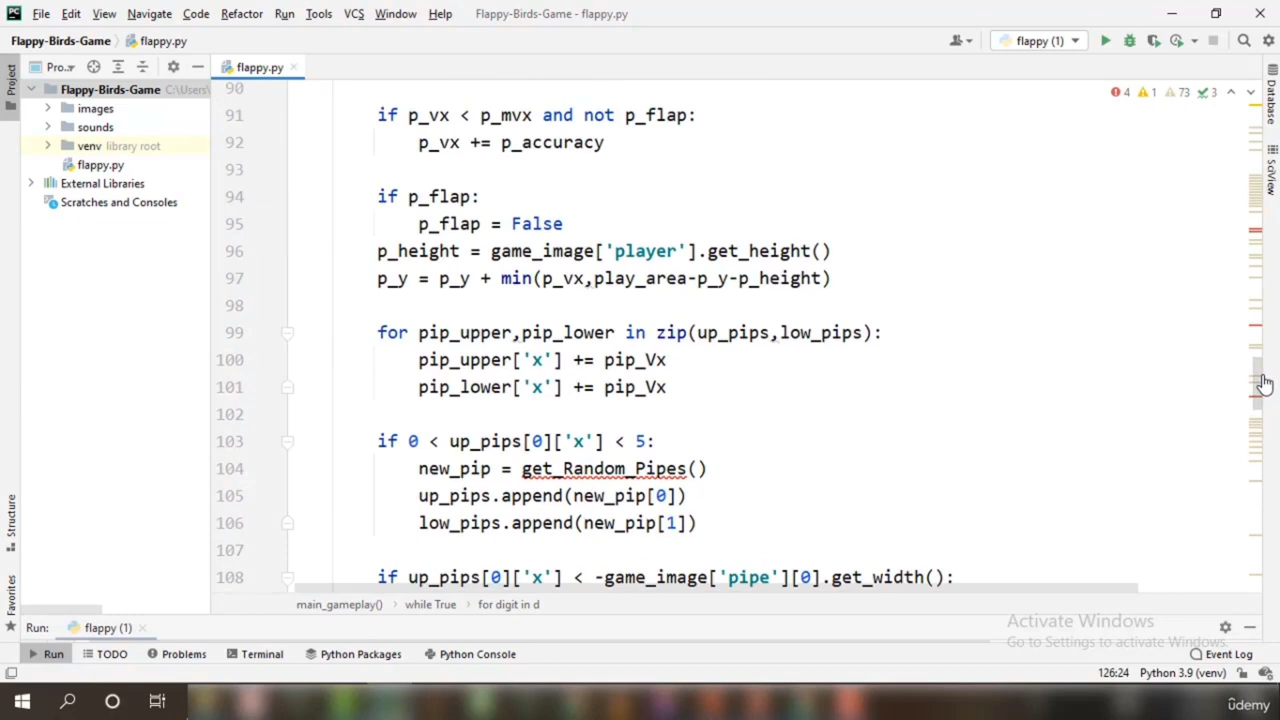 File Edit View Navigate Code Refactor Run Tools VCS Window Help Flappy-Birds-Game - flappy.py
Flappy-Birds-Game flappy.py flappy (1)
Project Pro.. flappy.py
Flappy-Birds-Game C:\Users\
images
sounds
venv library root
flappy.py
External Libraries
Scratches and Consoles
4 1 73 3
90
91 if p_vx < p_mvx and not p_flap:
92 p_vx += p_accuracy
93
94 if p_flap:
95 p_flap = False
96 p_height = game_image['player'].get_height()
97 p_y = p_y + min(p_vx,play_area-p_y-p_height)
98
99 for pip_upper,pip_lower in zip(up_pips,low_pips):
100 pip_upper['x'] += pip_Vx
101 pip_lower['x'] += pip_Vx
102
103 if 0 < up_pips[0]['x'] < 5:
104 new_pip = get_Random_Pipes()
105 up_pips.append(new_pip[0])
106 low_pips.append(new_pip[1])
107
108 if up_pips[0]['x'] < -game_image['pipe'][0].get_width():
Database
SciView
Structure
Favorites
main_gameplay() while True for digit in d
Activate Windows
Go to Settings to activate Windows.
Run: flappy (1)
Run TODO Problems Terminal Python Packages Python Console Event Log
126:24 Python 3.9 (venv)
ûdemy